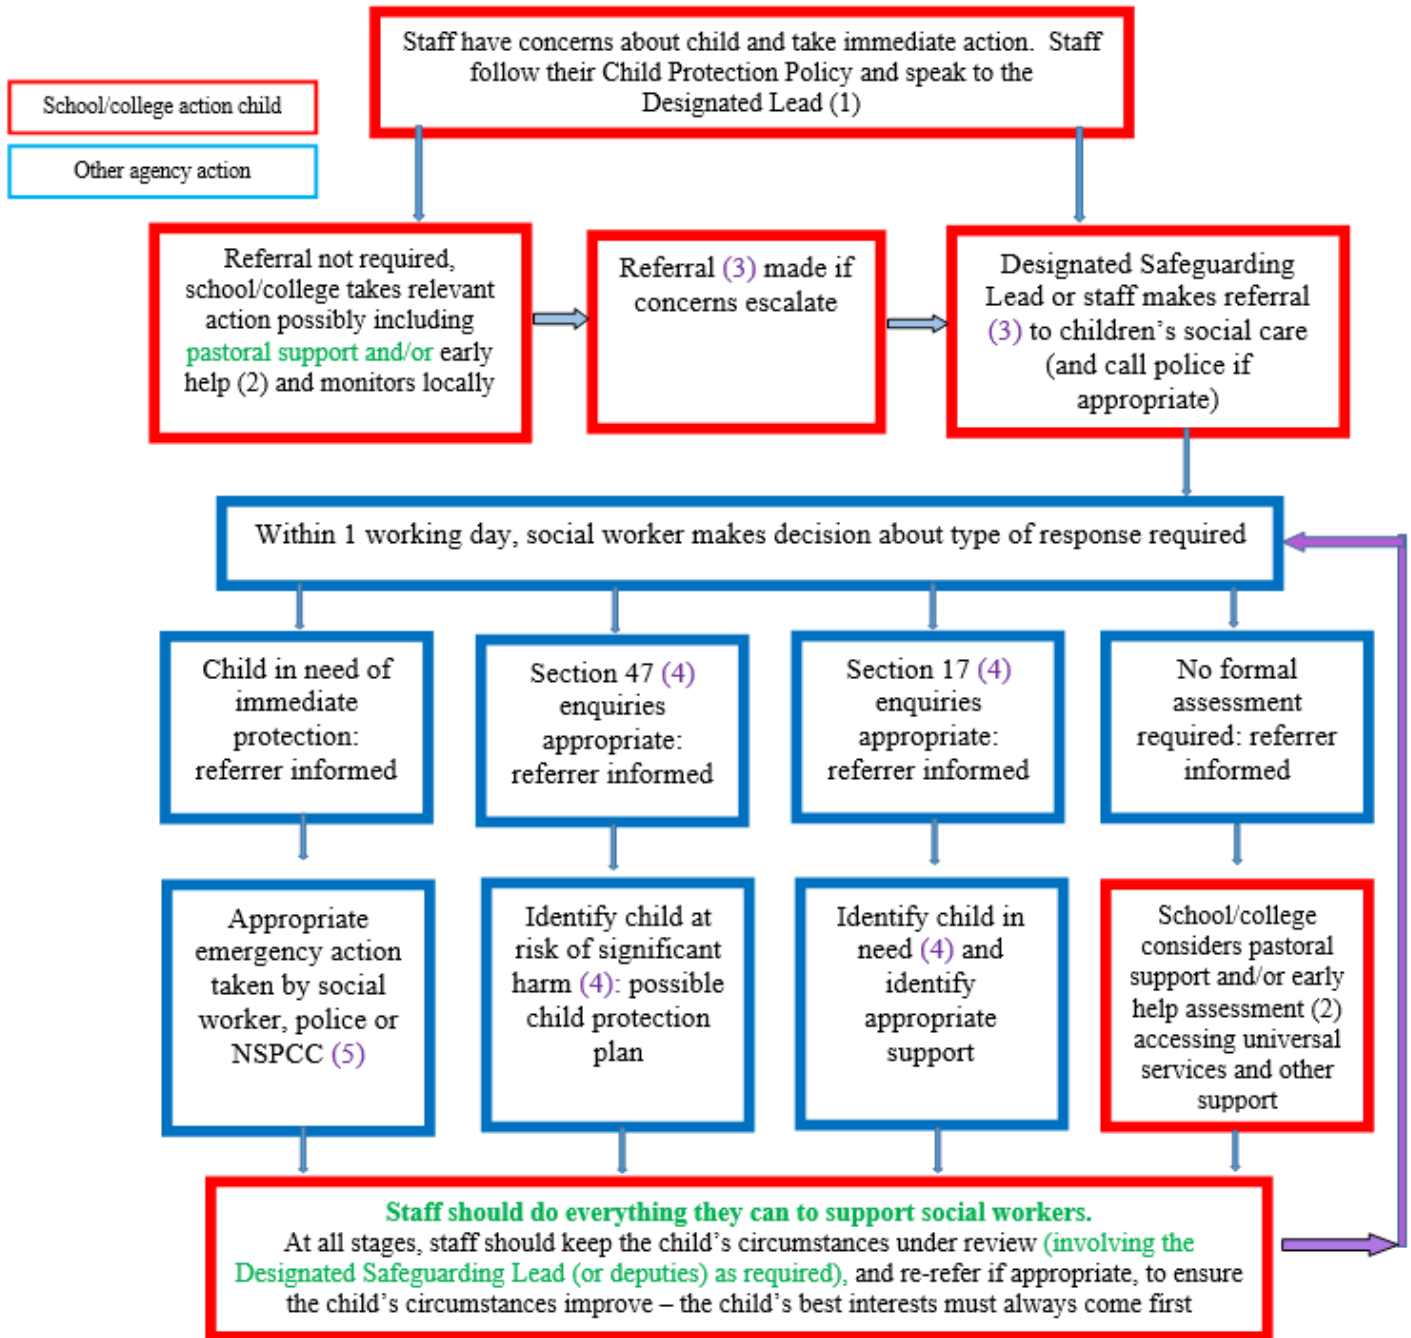 Staff have concerns about child and take immediate action.  Staff
follow their Child Protection Policy and speak to the
Designated Lead (1)
School/college action child
Other agency action
Referral not required,
school/college takes relevant
action possibly including
pastoral support and/or early
help (2) and monitors locally
Referral (3) made if
concerns escalate
Designated Safeguarding
Lead or staff makes referral
(3) to children’s social care
(and call police if
appropriate)
Within 1 working day, social worker makes decision about type of response required
Child in need of
immediate
protection:
referrer informed
Section 47 (4)
enquiries
appropriate:
referrer informed
Section 17 (4)
enquiries
appropriate:
referrer informed
No formal
assessment
required: referrer
informed
Appropriate
emergency action
taken by social
worker, police or
NSPCC (5)
Identify child at
risk of significant
harm (4): possible
child protection
plan
Identify child in
need (4) and
identify
appropriate
support
School/college
considers pastoral
support and/or early
help assessment (2)
accessing universal
services and other
support
Staff should do everything they can to support social workers.
At all stages, staff should keep the child’s circumstances under review (involving the
Designated Safeguarding Lead (or deputies) as required), and re-refer if appropriate, to ensure
the child’s circumstances improve – the child’s best interests must always come first